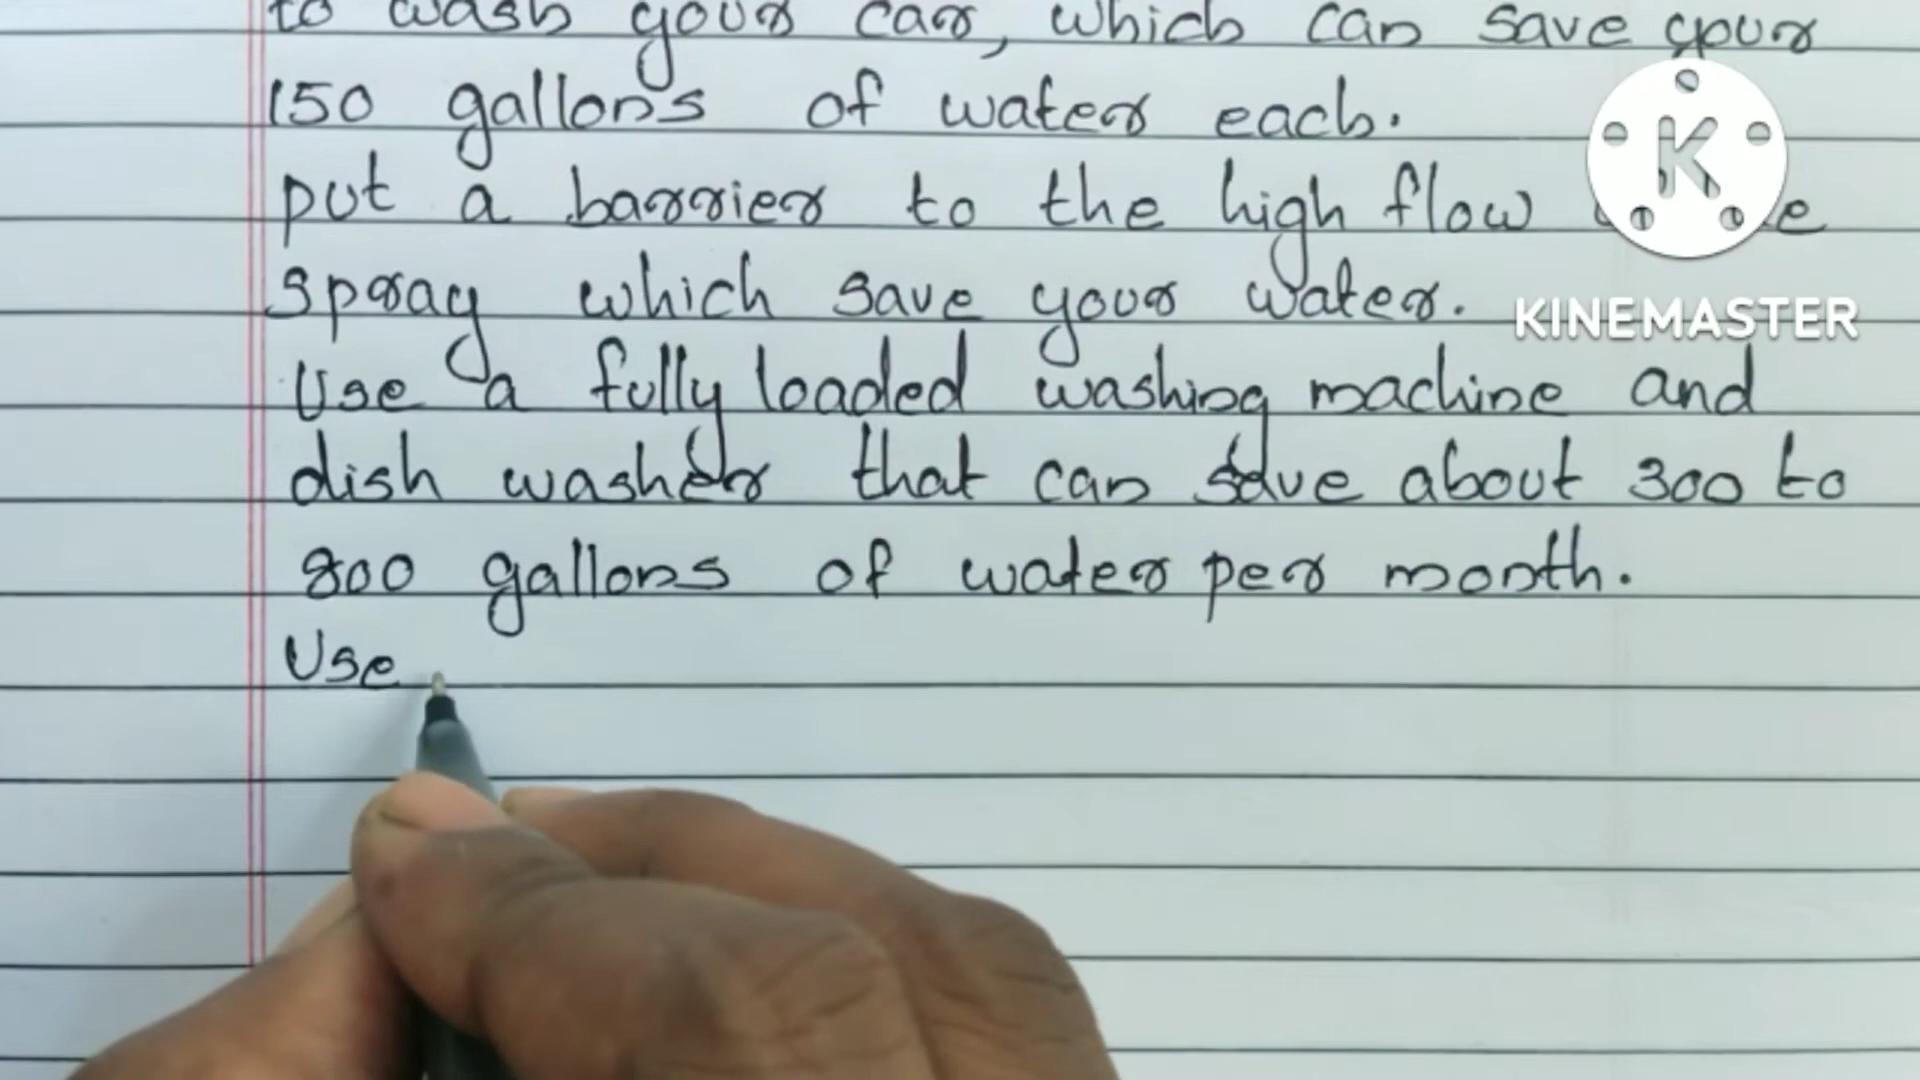 to wash your car, which can save your
150 gallons of water each.
put a barrier to the high flow
spray which save your water.
Use a fully loaded washing machine and
dish washer that can save about 300 to
800 gallons of water per month.
Use
KINEMASTER